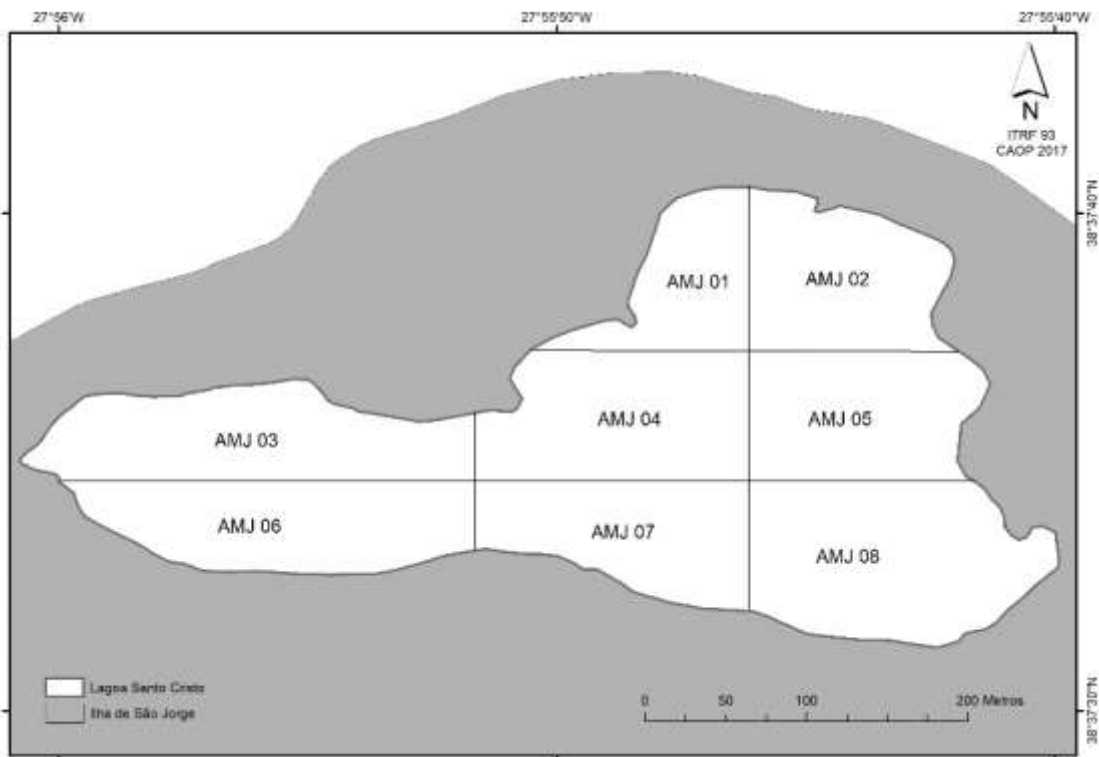 27°56'W
27°55'50"W
27°55'40"W
N
ITRF 93
CAOP 2017
38°37'40"N
AMJ 01
AMJ 02
AMJ 03
AMJ 04
AMJ 05
AMJ 06
AMJ 07
AMJ 08
Lagoa Santo Cristo
Ilha de São Jorge
0 50 100 200 Metros
38°37'30"N